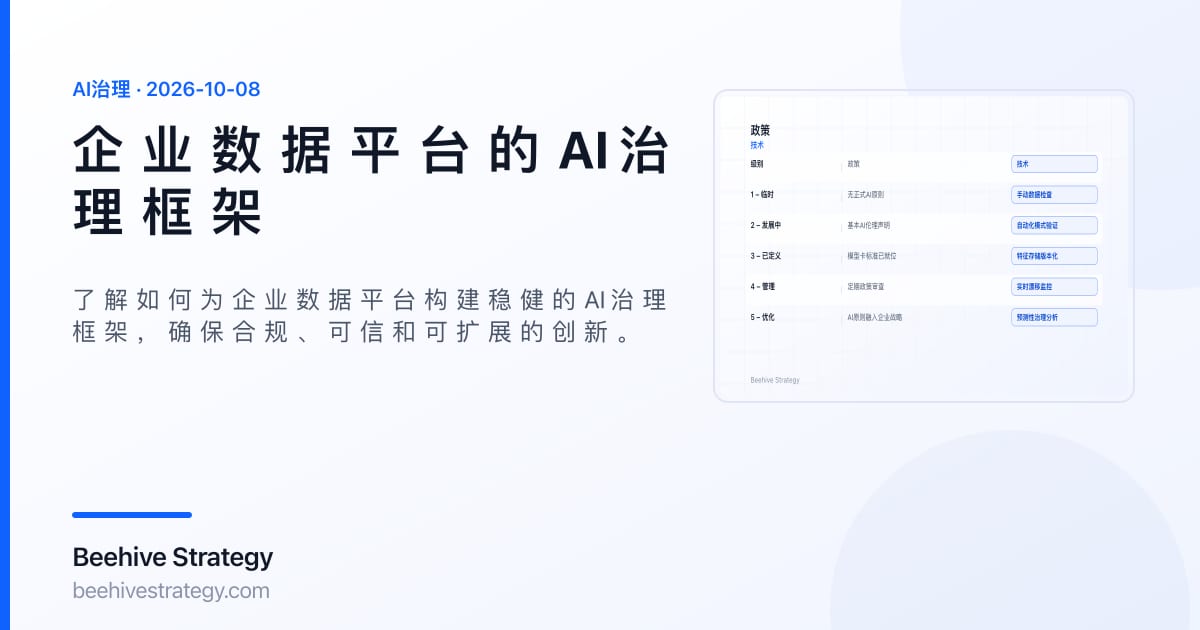 AI治理 · 2026-10-08
企业数据平台的AI治
理框架
了解如何为企业数据平台构建稳健的AI治理
框架，确保合规、可信和可扩展的创新。
Beehive Strategy
beehivestrategy.com
政策
技术
级别 政策 技术
1 – 临时 无正式AI原则 手动数据检查
2 – 发展中 基本AI伦理声明 自动化模式验证
3 – 已定义 模型卡标准已就位 特征存储版本化
4 – 管理 定期政策审查 实时漂移监控
5 – 优化 AI原则融入企业战略 预测性治理分析
Beehive Strategy